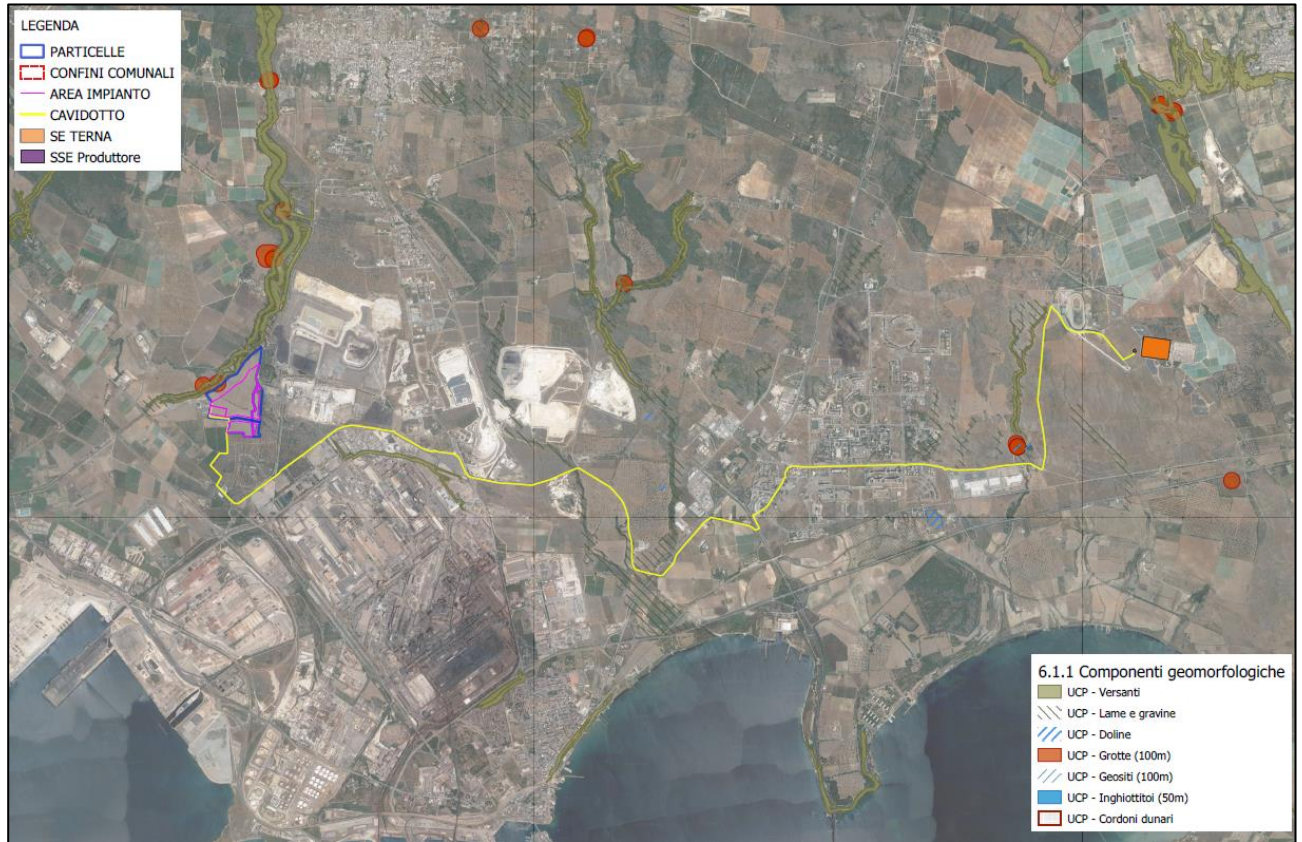 LEGENDA
PARTICELLE
CONFINI COMUNALI
AREA IMPIANTO
CAVIDOTTO
SE TERNA
SSE Produttore
6.1.1 Componenti geomorfologiche
UCP - Versanti
UCP - Lame e gravine
UCP - Doline
UCP - Grotte (100m)
UCP - Geositi (100m)
UCP - Inghiottitoi (50m)
UCP - Cordoni dunari